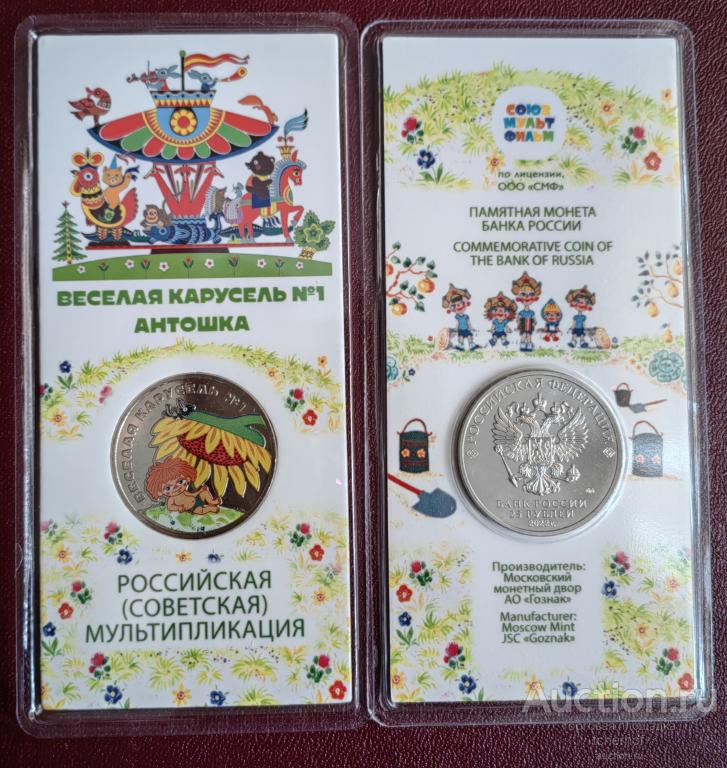 ВЕСЕЛАЯ КАРУСЕЛЬ №1
АНТОШКА
ВЕСЕЛАЯ КАРУСЕЛЬ №1
РОССИЙСКАЯ
(СОВЕТСКАЯ)
МУЛЬТИПЛИКАЦИЯ
СОЮЗ
МУЛЬТ
ФИЛЬМ
по лицензии,
ООО «СМФ»
ПАМЯТНАЯ МОНЕТА
БАНКА РОССИИ
COMMEMORATIVE COIN OF
THE BANK OF RUSSIA
РОССИЙСКАЯ ФЕДЕРАЦИЯ
БАНК РОССИИ
25 РУБЛЕЙ
2022 г.
Производитель:
Московский
монетный двор
АО «Гознак»
Manufacturer:
Moscow Mint
JSC «Goznak»
Auction.ru